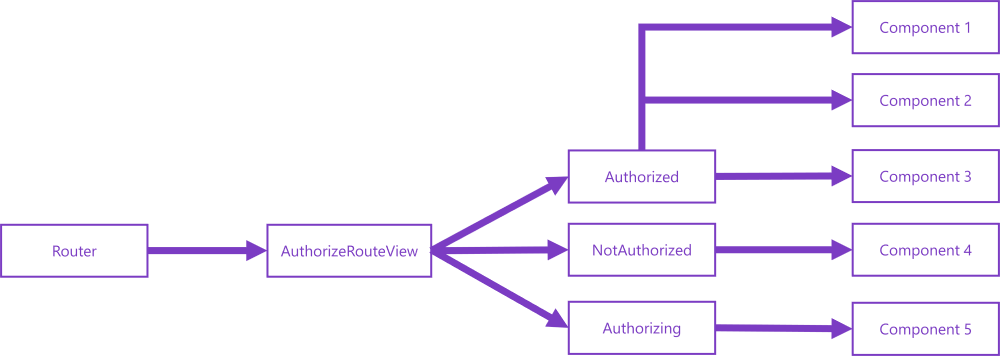 Component 1
Component 2
Authorized
Component 3
Router
AuthorizeRouteView
NotAuthorized
Component 4
Authorizing
Component 5